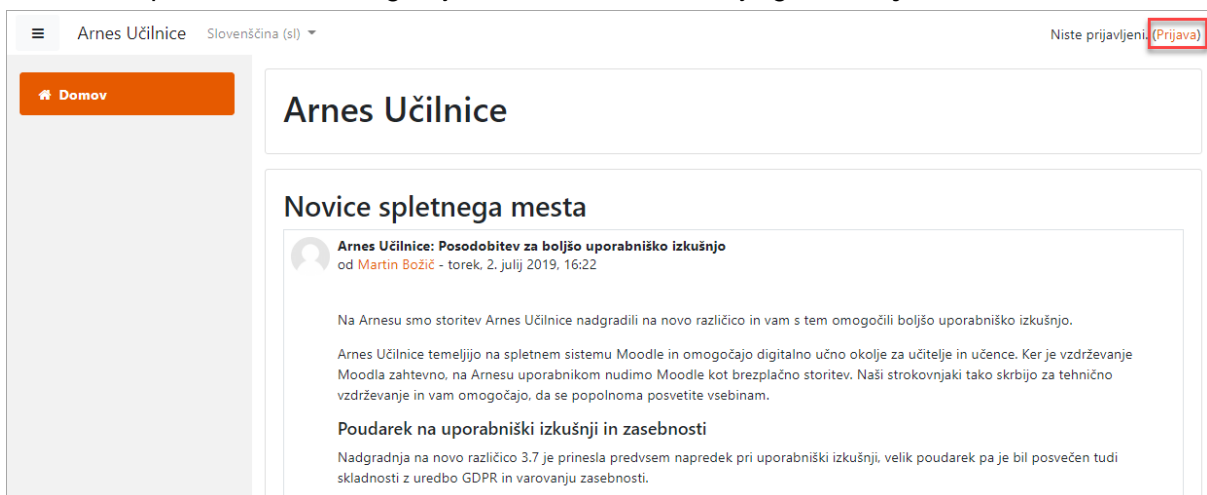 Arnes Učilnice Slovenščina (sl) Niste prijavljeni. (Prijava)
Domov
Arnes Učilnice
Novice spletnega mesta
Arnes Učilnice: Posodobitev za boljšo uporabniško izkušnjo
od Martin Božič - torek, 2. julij 2019, 16:22
Na Arnesu smo storitev Arnes Učilnice nadgradili na novo različico in vam s tem omogočili boljšo uporabniško izkušnjo.
Arnes Učilnice temeljijo na spletnem sistemu Moodle in omogočajo digitalno učno okolje za učitelje in učence. Ker je vzdrževanje
Moodla zahtevno, na Arnesu uporabnikom nudimo Moodle kot brezplačno storitev. Naši strokovnjaki tako skrbijo za tehnično
vzdrževanje in vam omogočajo, da se popolnoma posvetite vsebinam.
Poudarek na uporabniški izkušnji in zasebnosti
Nadgradnja na novo različico 3.7 je prinesla predvsem napredek pri uporabniški izkušnji, velik poudarek pa je bil posvečen tudi
skladnosti z uredbo GDPR in varovanju zasebnosti.